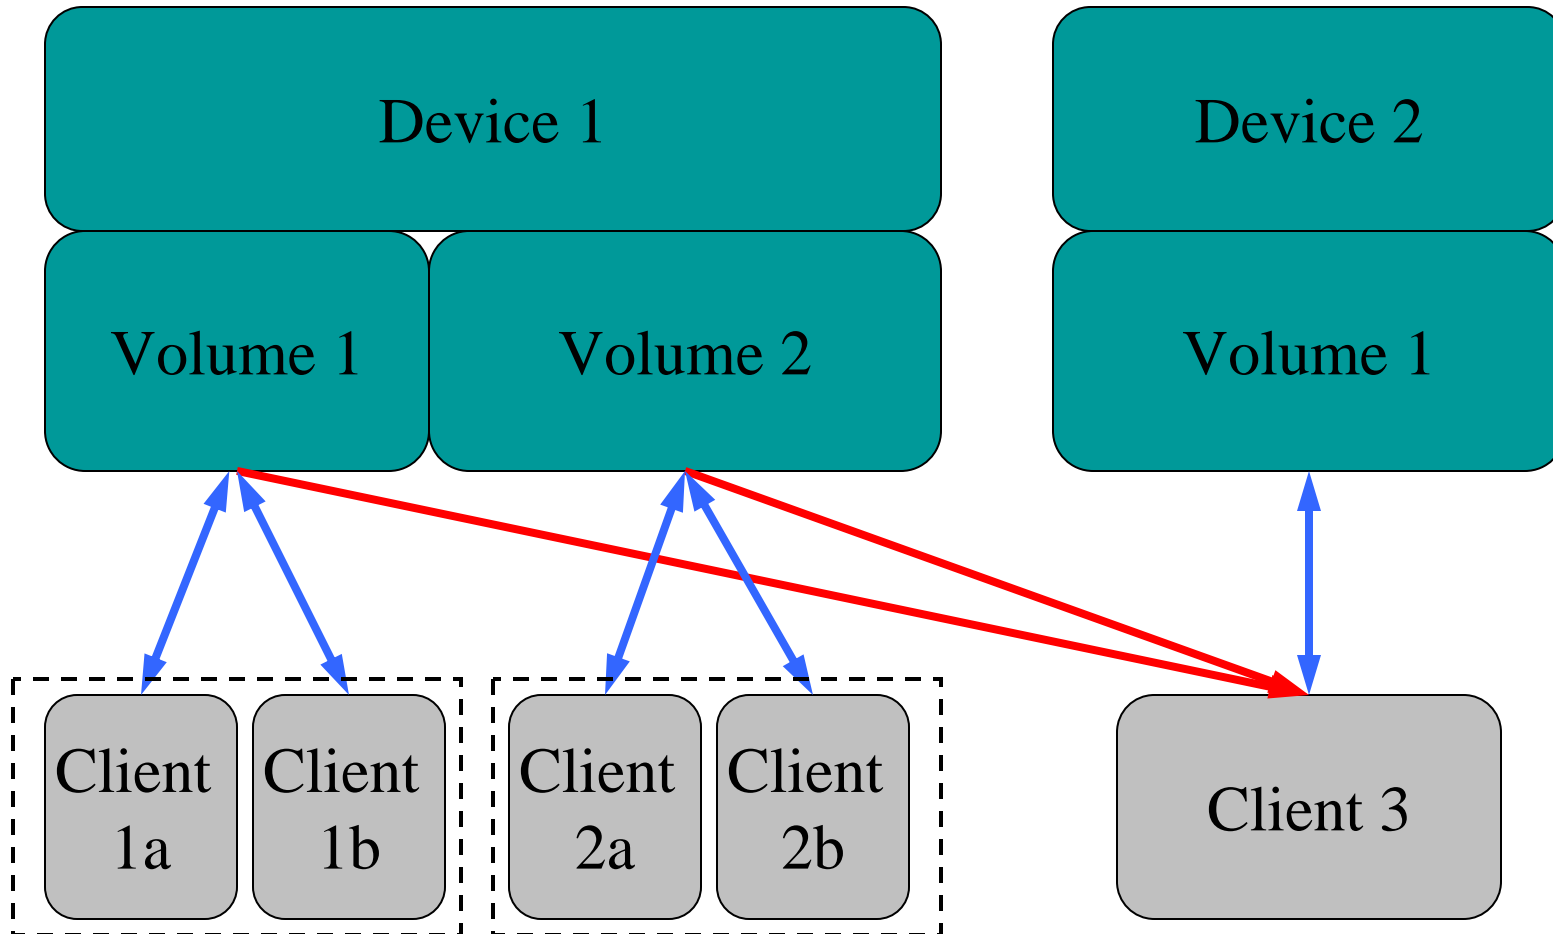 Device 1
Device 2
Volume 1
Volume 2
Volume 1
Client
1a
Client
1b
Client
2a
Client
2b
Client 3